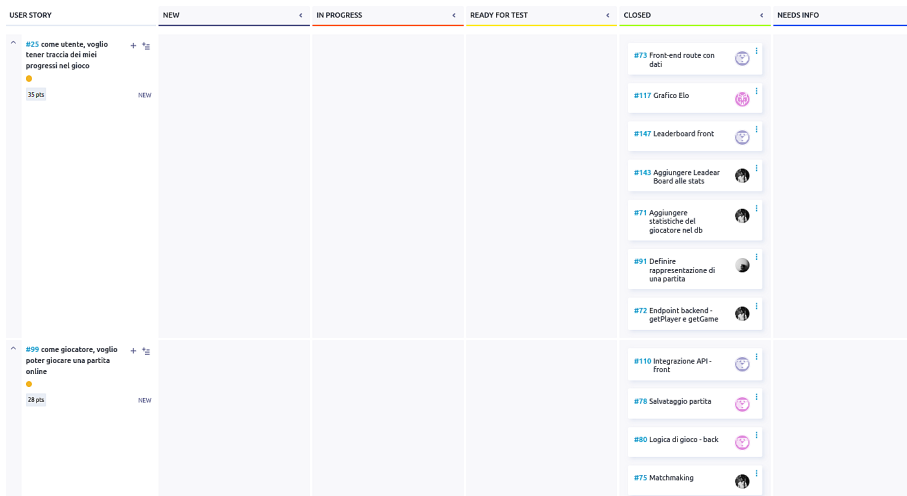 USER STORY
NEW
IN PROGRESS
READY FOR TEST
CLOSED
NEEDS INFO
#25 come utente, voglio
tener traccia dei miei
progressi nel gioco
35 pts
NEW
#73 Front-end route con
dati
#117 Grafico Elo
#147 Leaderboard front
#143 Aggiungere Leadear
Board alle stats
#71 Aggiungere
statistiche del
giocatore nel db
#91 Definire
rappresentazione di
una partita
#72 Endpoint backend -
getPlayer e getGame
#99 come giocatore, voglio
poter giocare una partita
online
28 pts
NEW
#110 Integrazione API -
front
#78 Salvataggio partita
#80 Logica di gioco - back
#75 Matchmaking